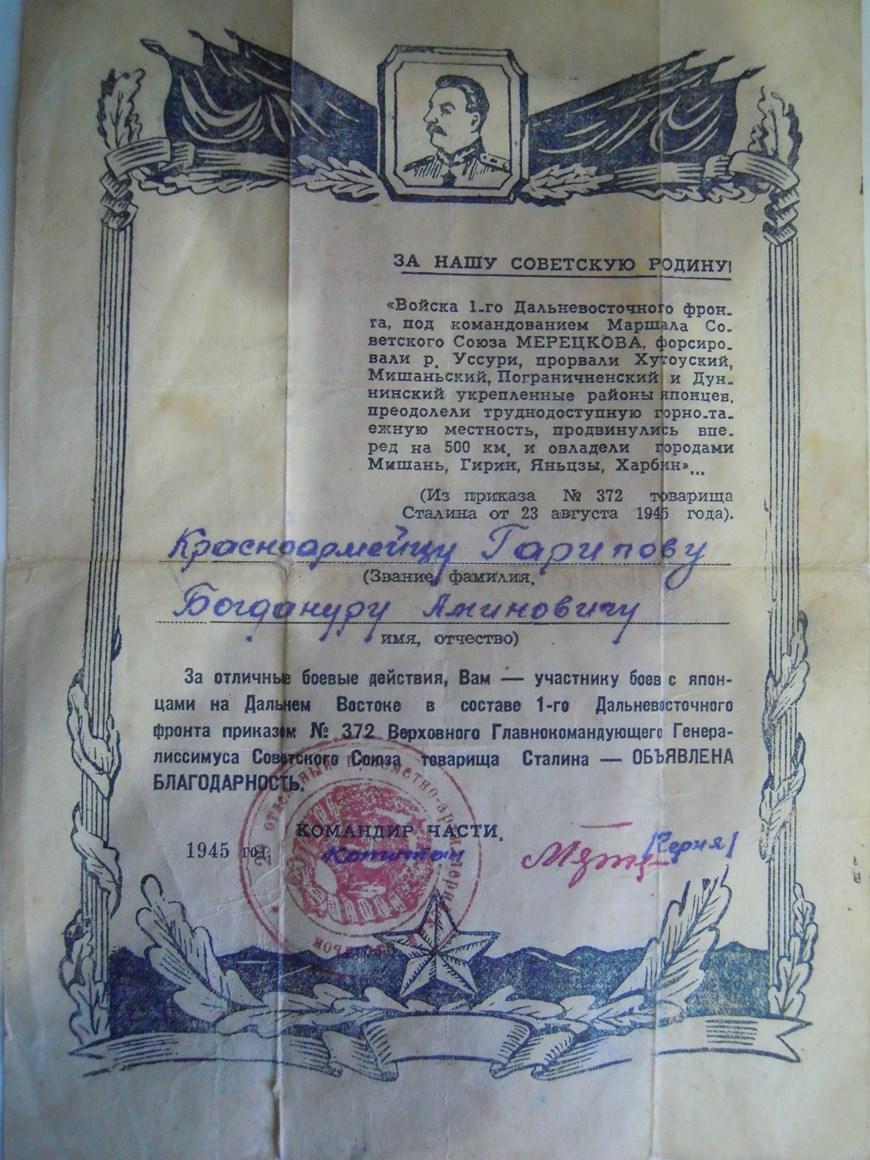 ЗА НАШУ СОВЕТСКУЮ РОДИНУ!
«Войска 1-го Дальневосточного фрон-
та, под командованием Маршала Со-
ветского Союза МЕРЕЦКОВА, форсиро-
вали р. Уссури, прорвали Хутоуский,
Мишаньский, Пограничненский и Дун-
нинский укрепленные районы японцев,
преодолели труднодоступную горно-та-
ежную местность, продвинулись впе-
ред на 500 км. и овладели городами
Мишань, Гирин, Яньцзы, Харбин»...
(Из приказа № 372 товарища
Сталина от 23 августа 1945 года).
Красноармейцу Гарипову
(Звание, фамилия,
Богдануру Аминовичу
имя, отчество)
За отличные боевые действия, Вам — участнику боев с япон-
цами на Дальнем Востоке в составе 1-го Дальневосточного
фронта приказом № 372 Верховного Главнокомандующего Генера-
лиссимуса Советского Союза товарища Сталина — ОБЪЯВЛЕНА
БЛАГОДАРНОСТЬ.
КОМАНДИР ЧАСТИ,
1945 год. Капитан